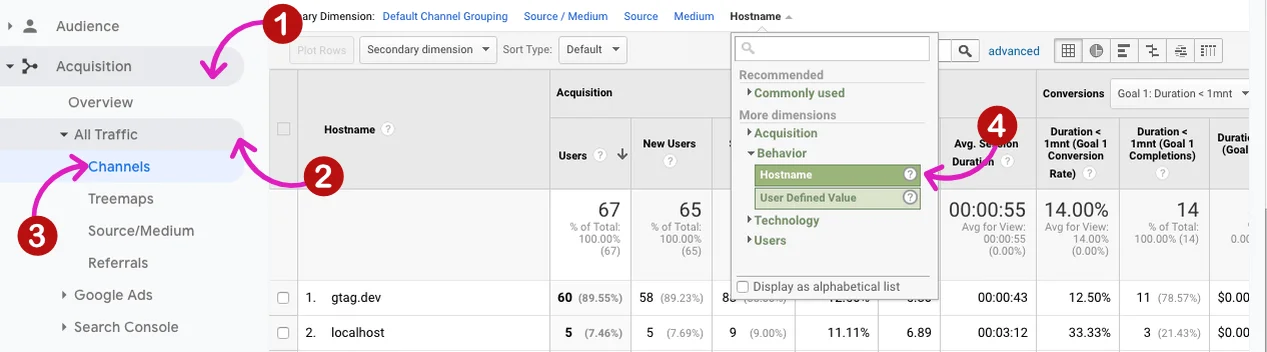 Audience
Acquisition
Overview
All Traffic
Channels
Treemaps
Source/Medium
Referrals
Google Ads
Search Console
1
2
3
4
ary Dimension: Default Channel Grouping Source / Medium Source Medium Hostname
Plot Rows Secondary dimension Sort Type: Default advanced
Recommended
Commonly used
More dimensions
Acquisition
Behavior
Hostname ?
User Defined Value ?
Technology
Users
Display as alphabetical list
Acquisition Conversions Goal 1: Duration < 1mnt
Hostname ?
Users ?
New Users ?
Avg. Session
Duration ?
Duration <
1mnt (Goal 1
Conversion
Rate) ?
Duration <
1mnt (Goal 1
Completions)
?
(Goal
67
% of Total:
100.00%
(67)
65
% of Total:
100.00%
(65)
00:00:55
Avg for View:
00:00:55
(0.00%)
14.00%
Avg for View:
14.00%
(0.00%)
14
% of Total:
100.00% (14)
1. gtag.dev 60 (89.55%) 58 (89.23%) 00:00:43 12.50% 11 (78.57%) $0.00
2. localhost 5 (7.46%) 5 (7.69%) 9 (9.00%) 11.11% 6.89 00:03:12 33.33% 3 (21.43%) $0.00